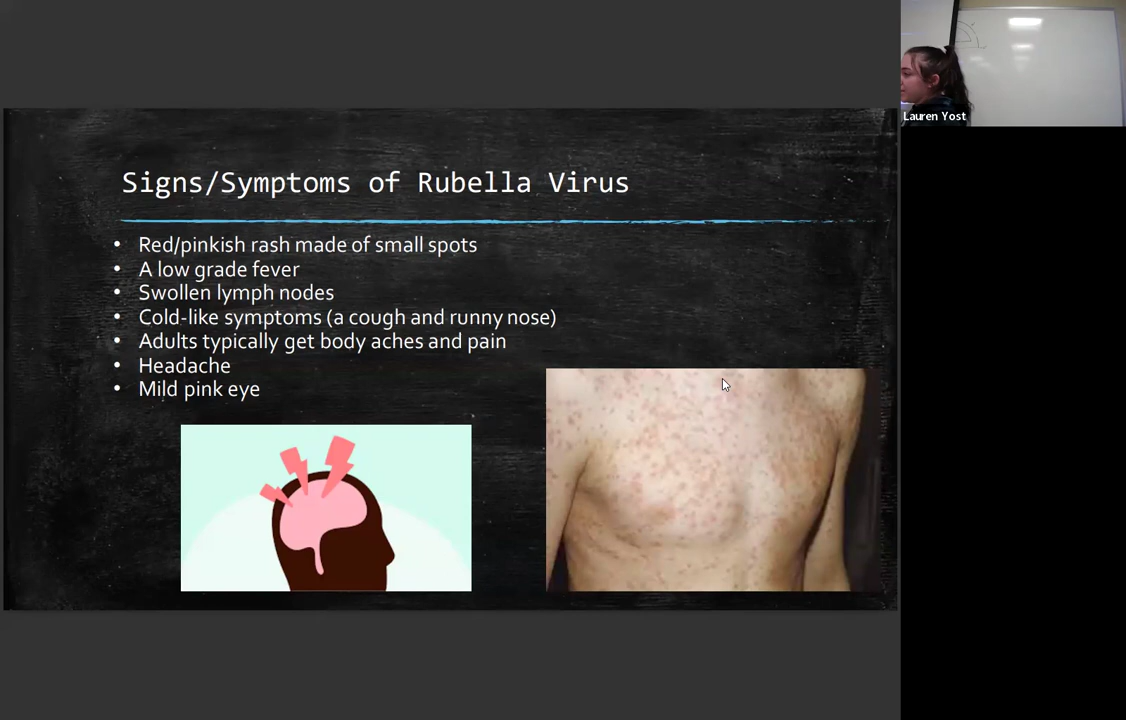 Signs/Symptoms of Rubella Virus
• Red/pinkish rash made of small spots
• A low grade fever
• Swollen lymph nodes
• Cold-like symptoms (a cough and runny nose)
• Adults typically get body aches and pain
• Headache
• Mild pink eye
Lauren Yost